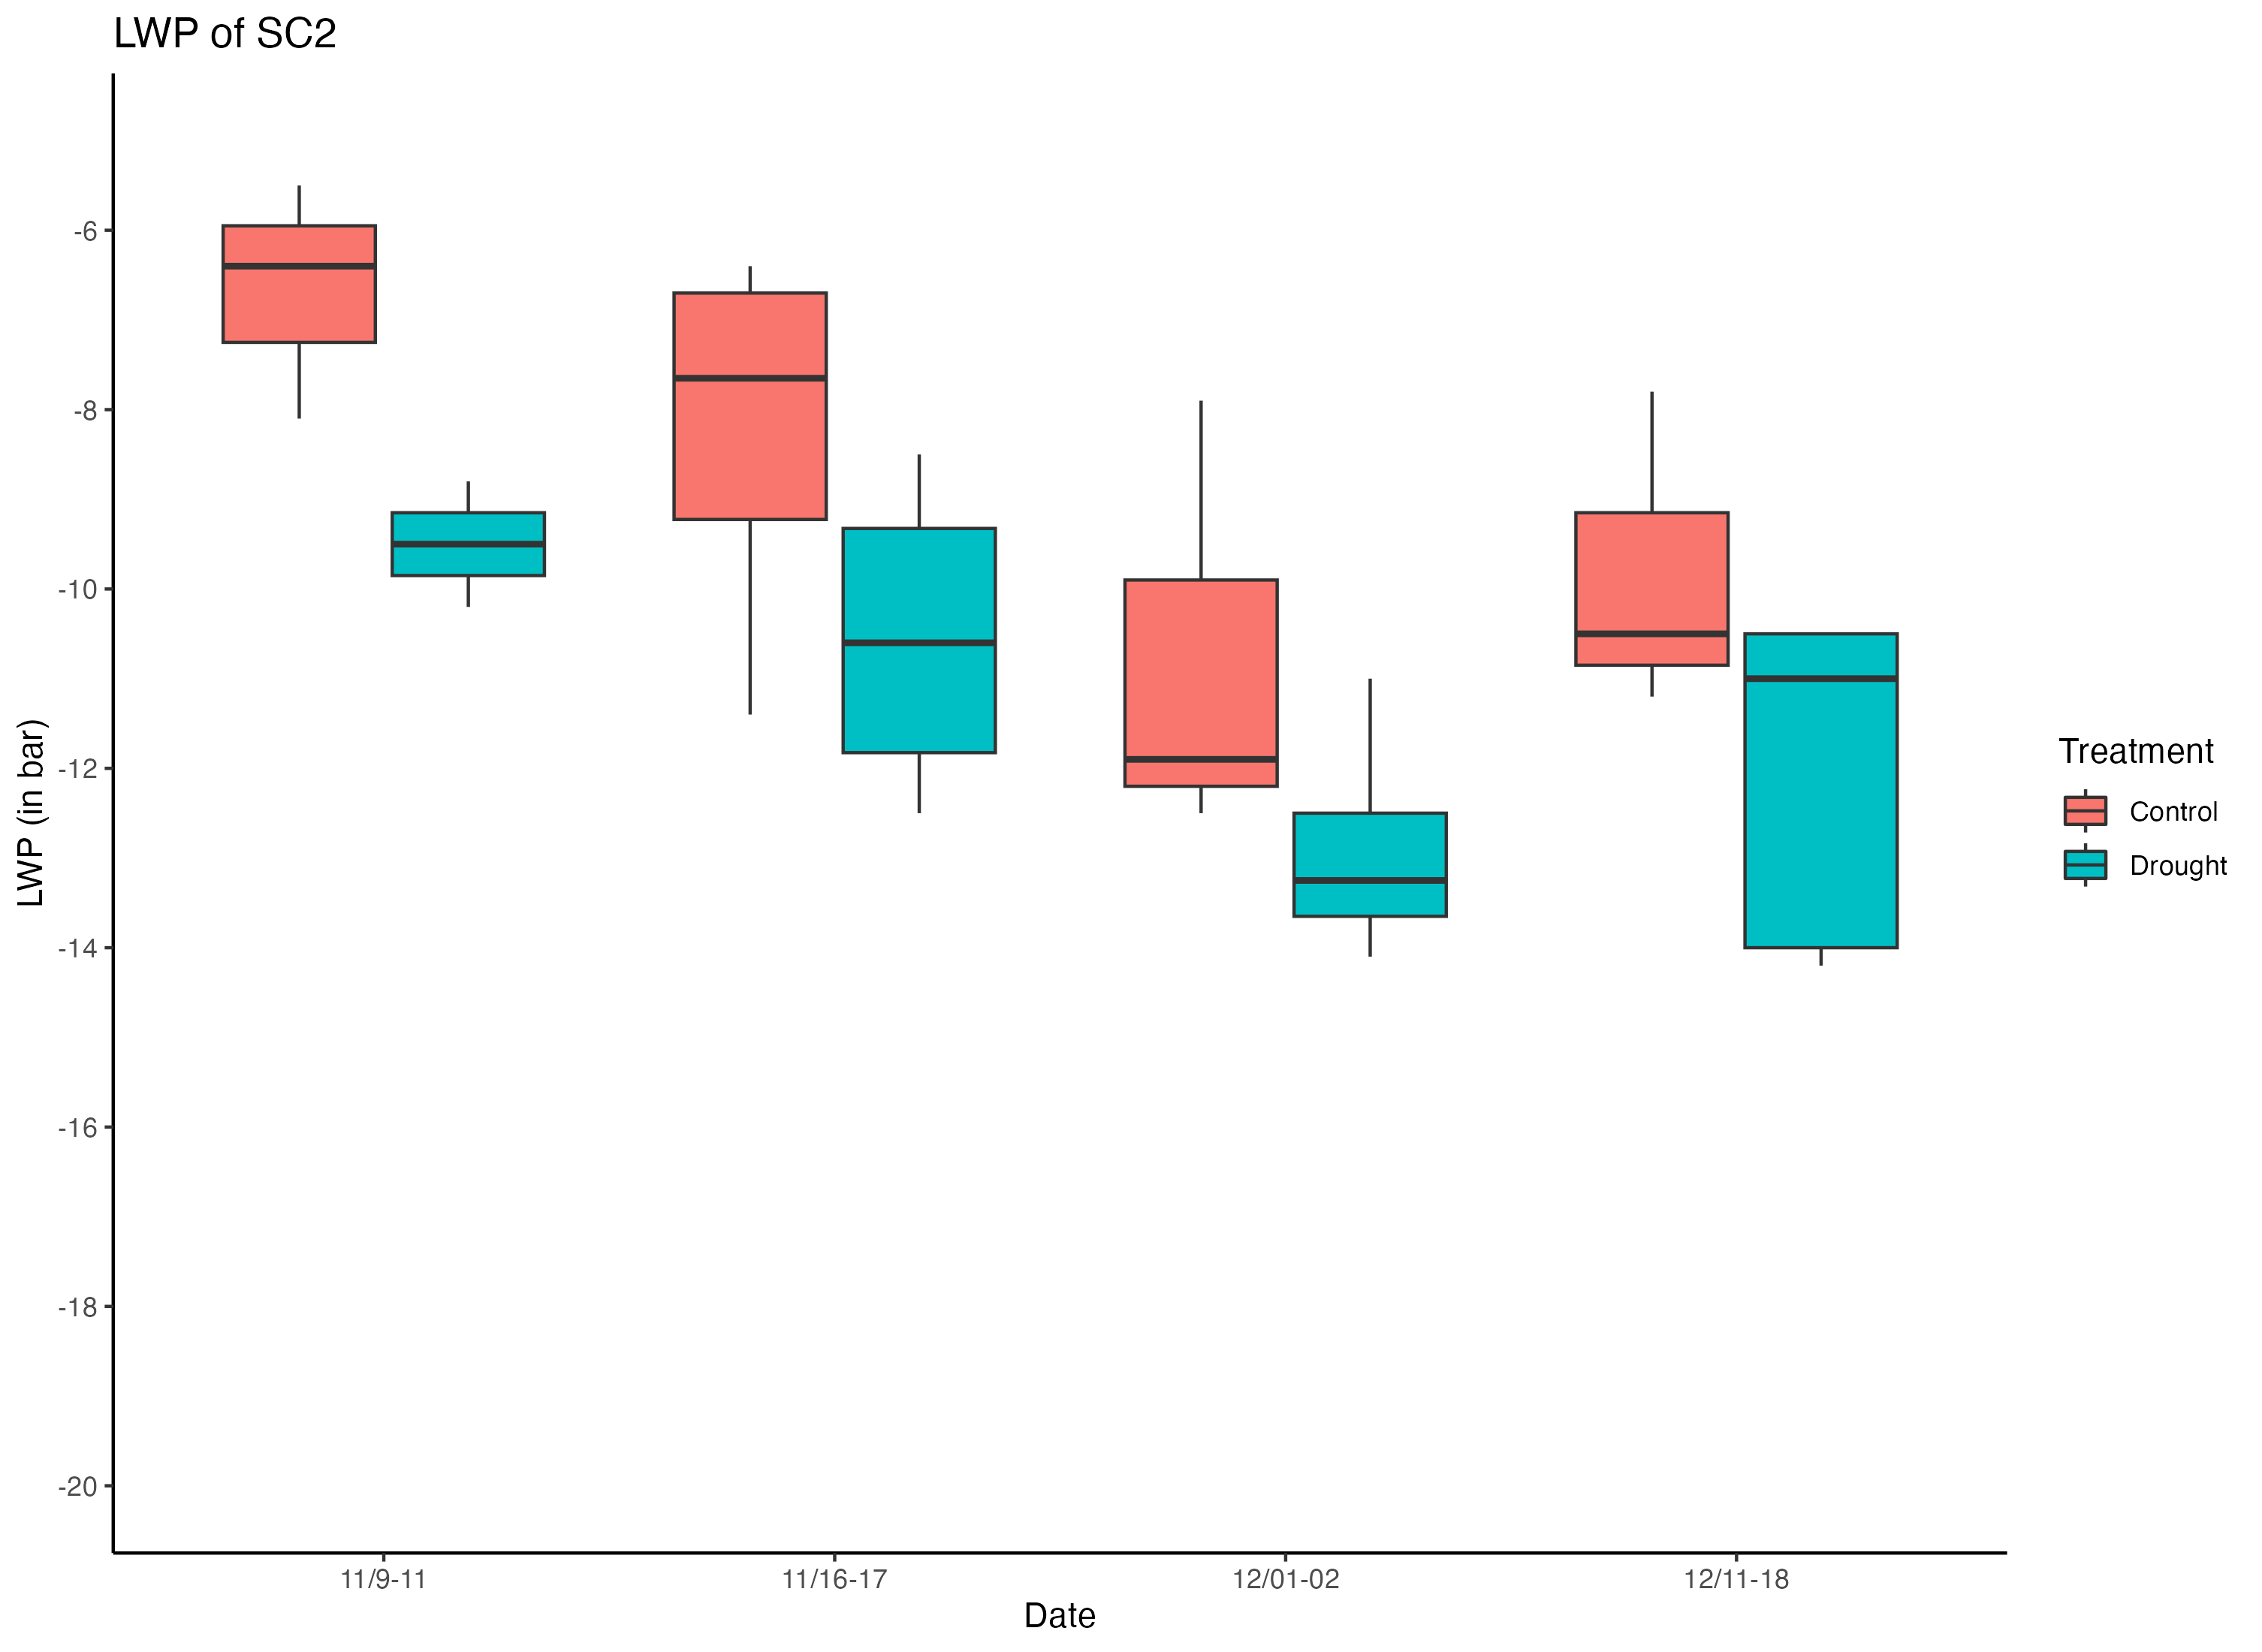 LWP of SC2
-6
-8
-10
-12
-14
-16
-18
-20
LWP (in bar)
11/9-11
11/16-17
12/01-02
12/11-18
Date
Treatment
Control
Drought